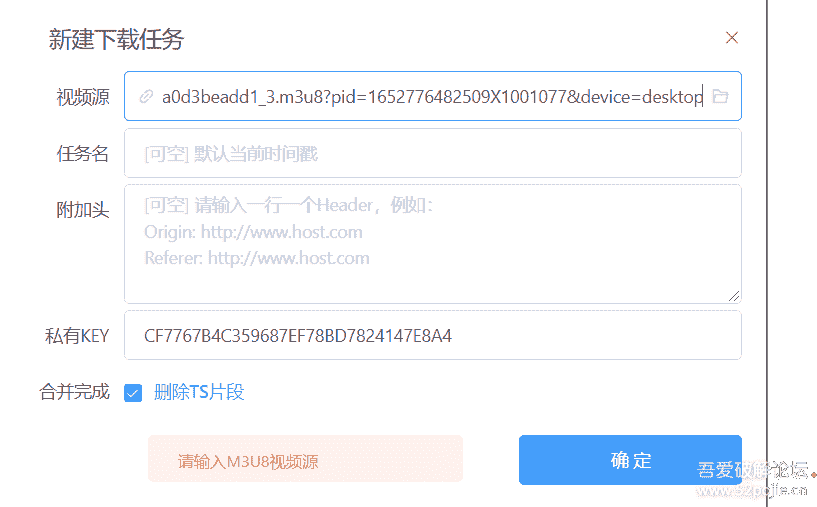 新建下载任务
视频源
a0d3beadd1_3.m3u8?pid=1652776482509X1001077&device=desktop
任务名
[可空] 默认当前时间戳
附加头
[可空] 请输入一行一个Header，例如：
Origin: http://www.host.com
Referer: http://www.host.com
私有KEY
CF7767B4C359687EF78BD7824147E8A4
合并完成
删除TS片段
请输入M3U8视频源
确 定
吾爱破解论坛
www.52pojie.cn